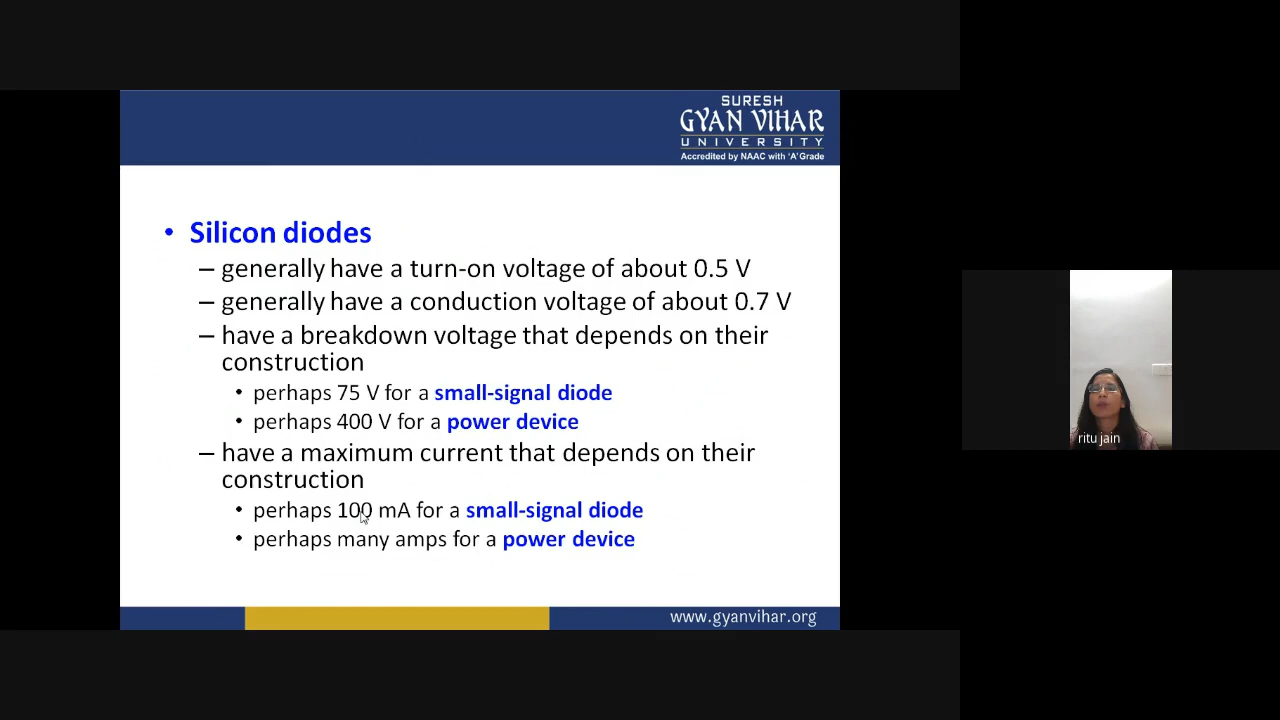 SURESH
GYAN VIHAR
UNIVERSITY
Accredited by NAAC with 'A' Grade
• Silicon diodes
– generally have a turn-on voltage of about 0.5 V
– generally have a conduction voltage of about 0.7 V
– have a breakdown voltage that depends on their
construction
• perhaps 75 V for a small-signal diode
• perhaps 400 V for a power device
– have a maximum current that depends on their
construction
• perhaps 100 mA for a small-signal diode
• perhaps many amps for a power device
www.gyanvihar.org
ritu jain